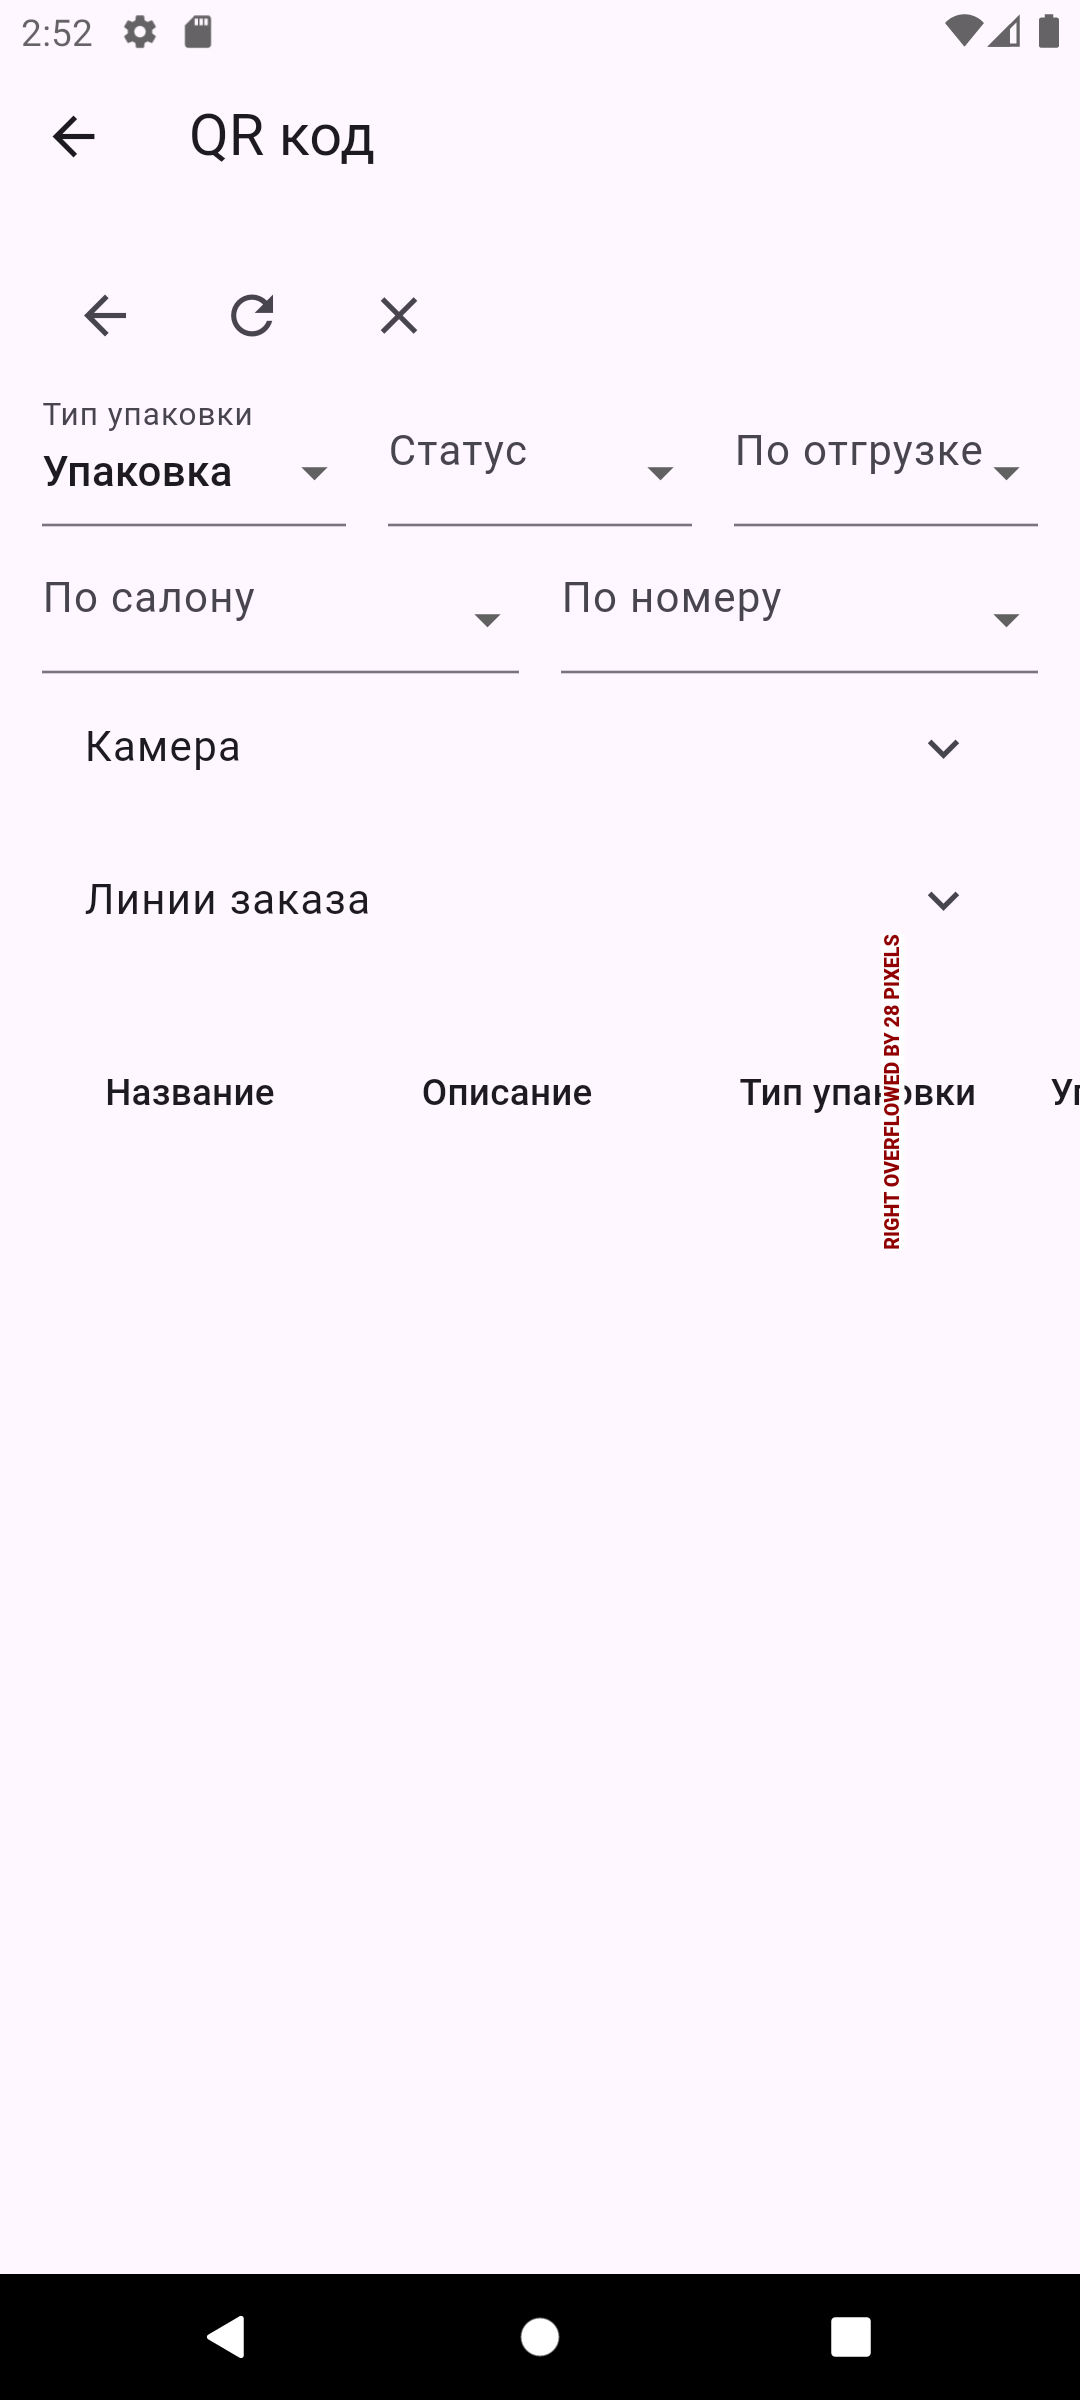 2:52
QR код
Тип упаковки
Упаковка
Статус
По отгрузке
По салону
По номеру
Камера
Линии заказа
RIGHT OVERFLOWED BY 28 PIXELS
Название Описание Тип упаковки